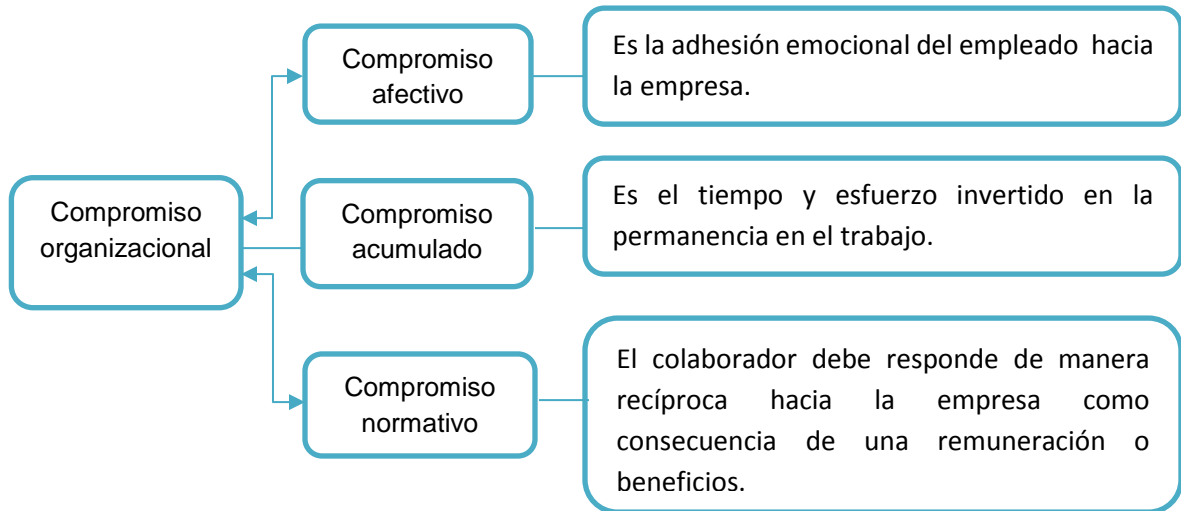 Compromiso
afectivo
Es la adhesión emocional del empleado hacia
la empresa.
Compromiso
organizacional
Compromiso
acumulado
Es el tiempo y esfuerzo invertido en la
permanencia en el trabajo.
Compromiso
normativo
El colaborador debe responde de manera
recíproca hacia la empresa como
consecuencia de una remuneración o
beneficios.